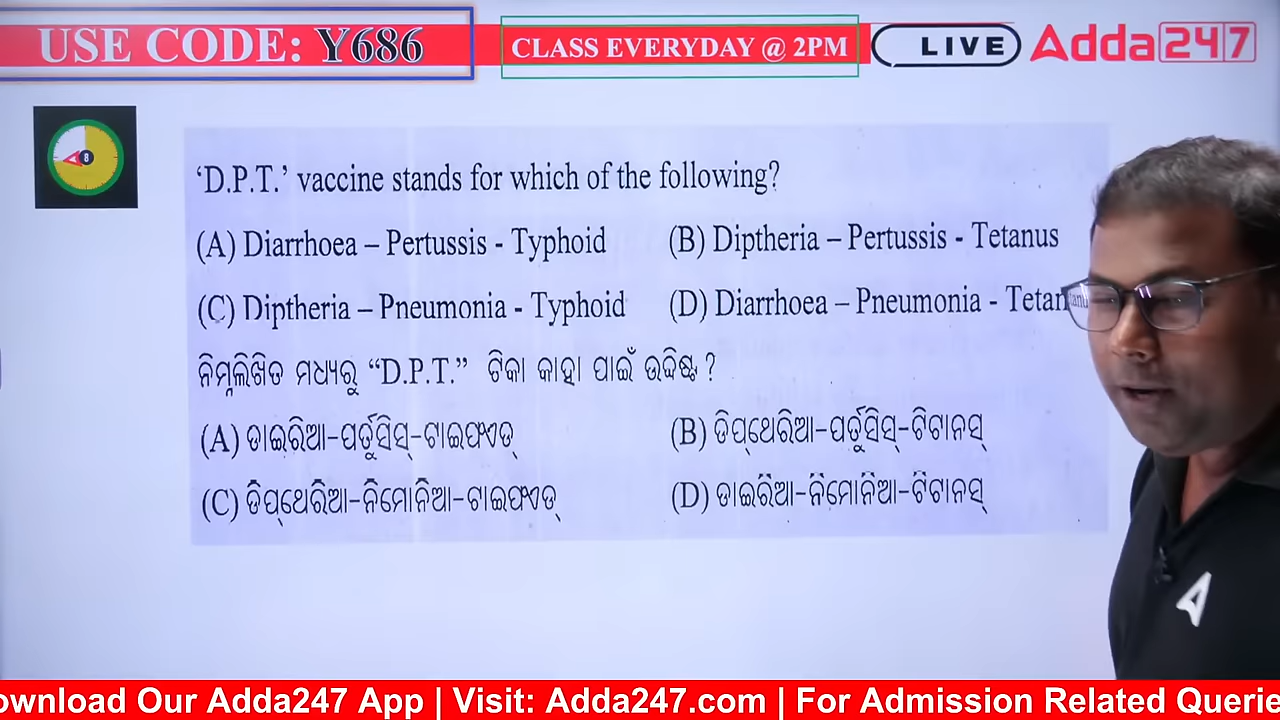 USE CODE: Y686
CLASS EVERYDAY @ 2PM
LIVE
Adda247
8
‘D.P.T.’ vaccine stands for which of the following?
(A) Diarrhoea – Pertussis - Typhoid (B) Diptheria – Pertussis - Tetanus
(C) Diptheria – Pneumonia - Typhoid (D) Diarrhoea – Pneumonia - Tetanus
ନିମ୍ନଲିଖିତ ମଧ୍ୟରୁ “D.P.T.” ଟିକା କାହା ପାଇଁ ଉଦ୍ଦିଷ୍ଟ ?
(A) ଡାଇରିଆ-ପର୍ତୁସିସ୍-ଟାଇଫଏଡ୍ (B) ଡିପ୍ଥେରିଆ-ପର୍ତୁସିସ୍-ଟିଟାନସ୍
(C) ଡିପ୍ଥେରିଆ-ନିମୋନିଆ-ଟାଇଫଏଡ୍ (D) ଡାଇରିଆ-ନିମୋନିଆ-ଟିଟାନସ୍
ownload Our Adda247 App | Visit: Adda247.com | For Admission Related Querie